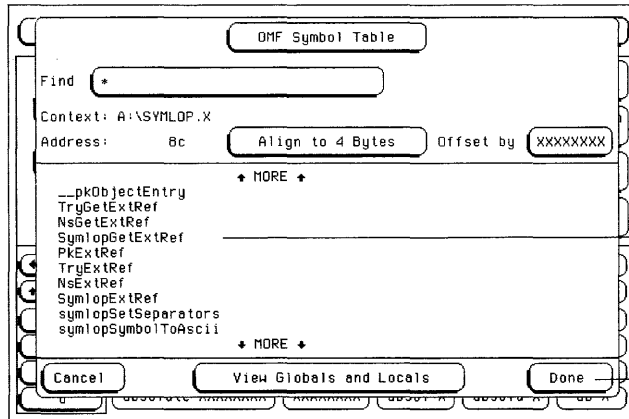 OMF Symbol Table
Find *
Context: A:\SYMLOP.X
Address: 8c Align to 4 Bytes Offset by XXXXXXXX
MORE
__pkObjectEntry
TryGetExtRef
NsGetExtRef
SymlopGetExtRef
PkExtRef
TryExtRef
NsExtRef
SymlopExtRef
symlopSetSeparators
symlopSymbolToAscii
MORE
Cancel View Globals and Locals Done